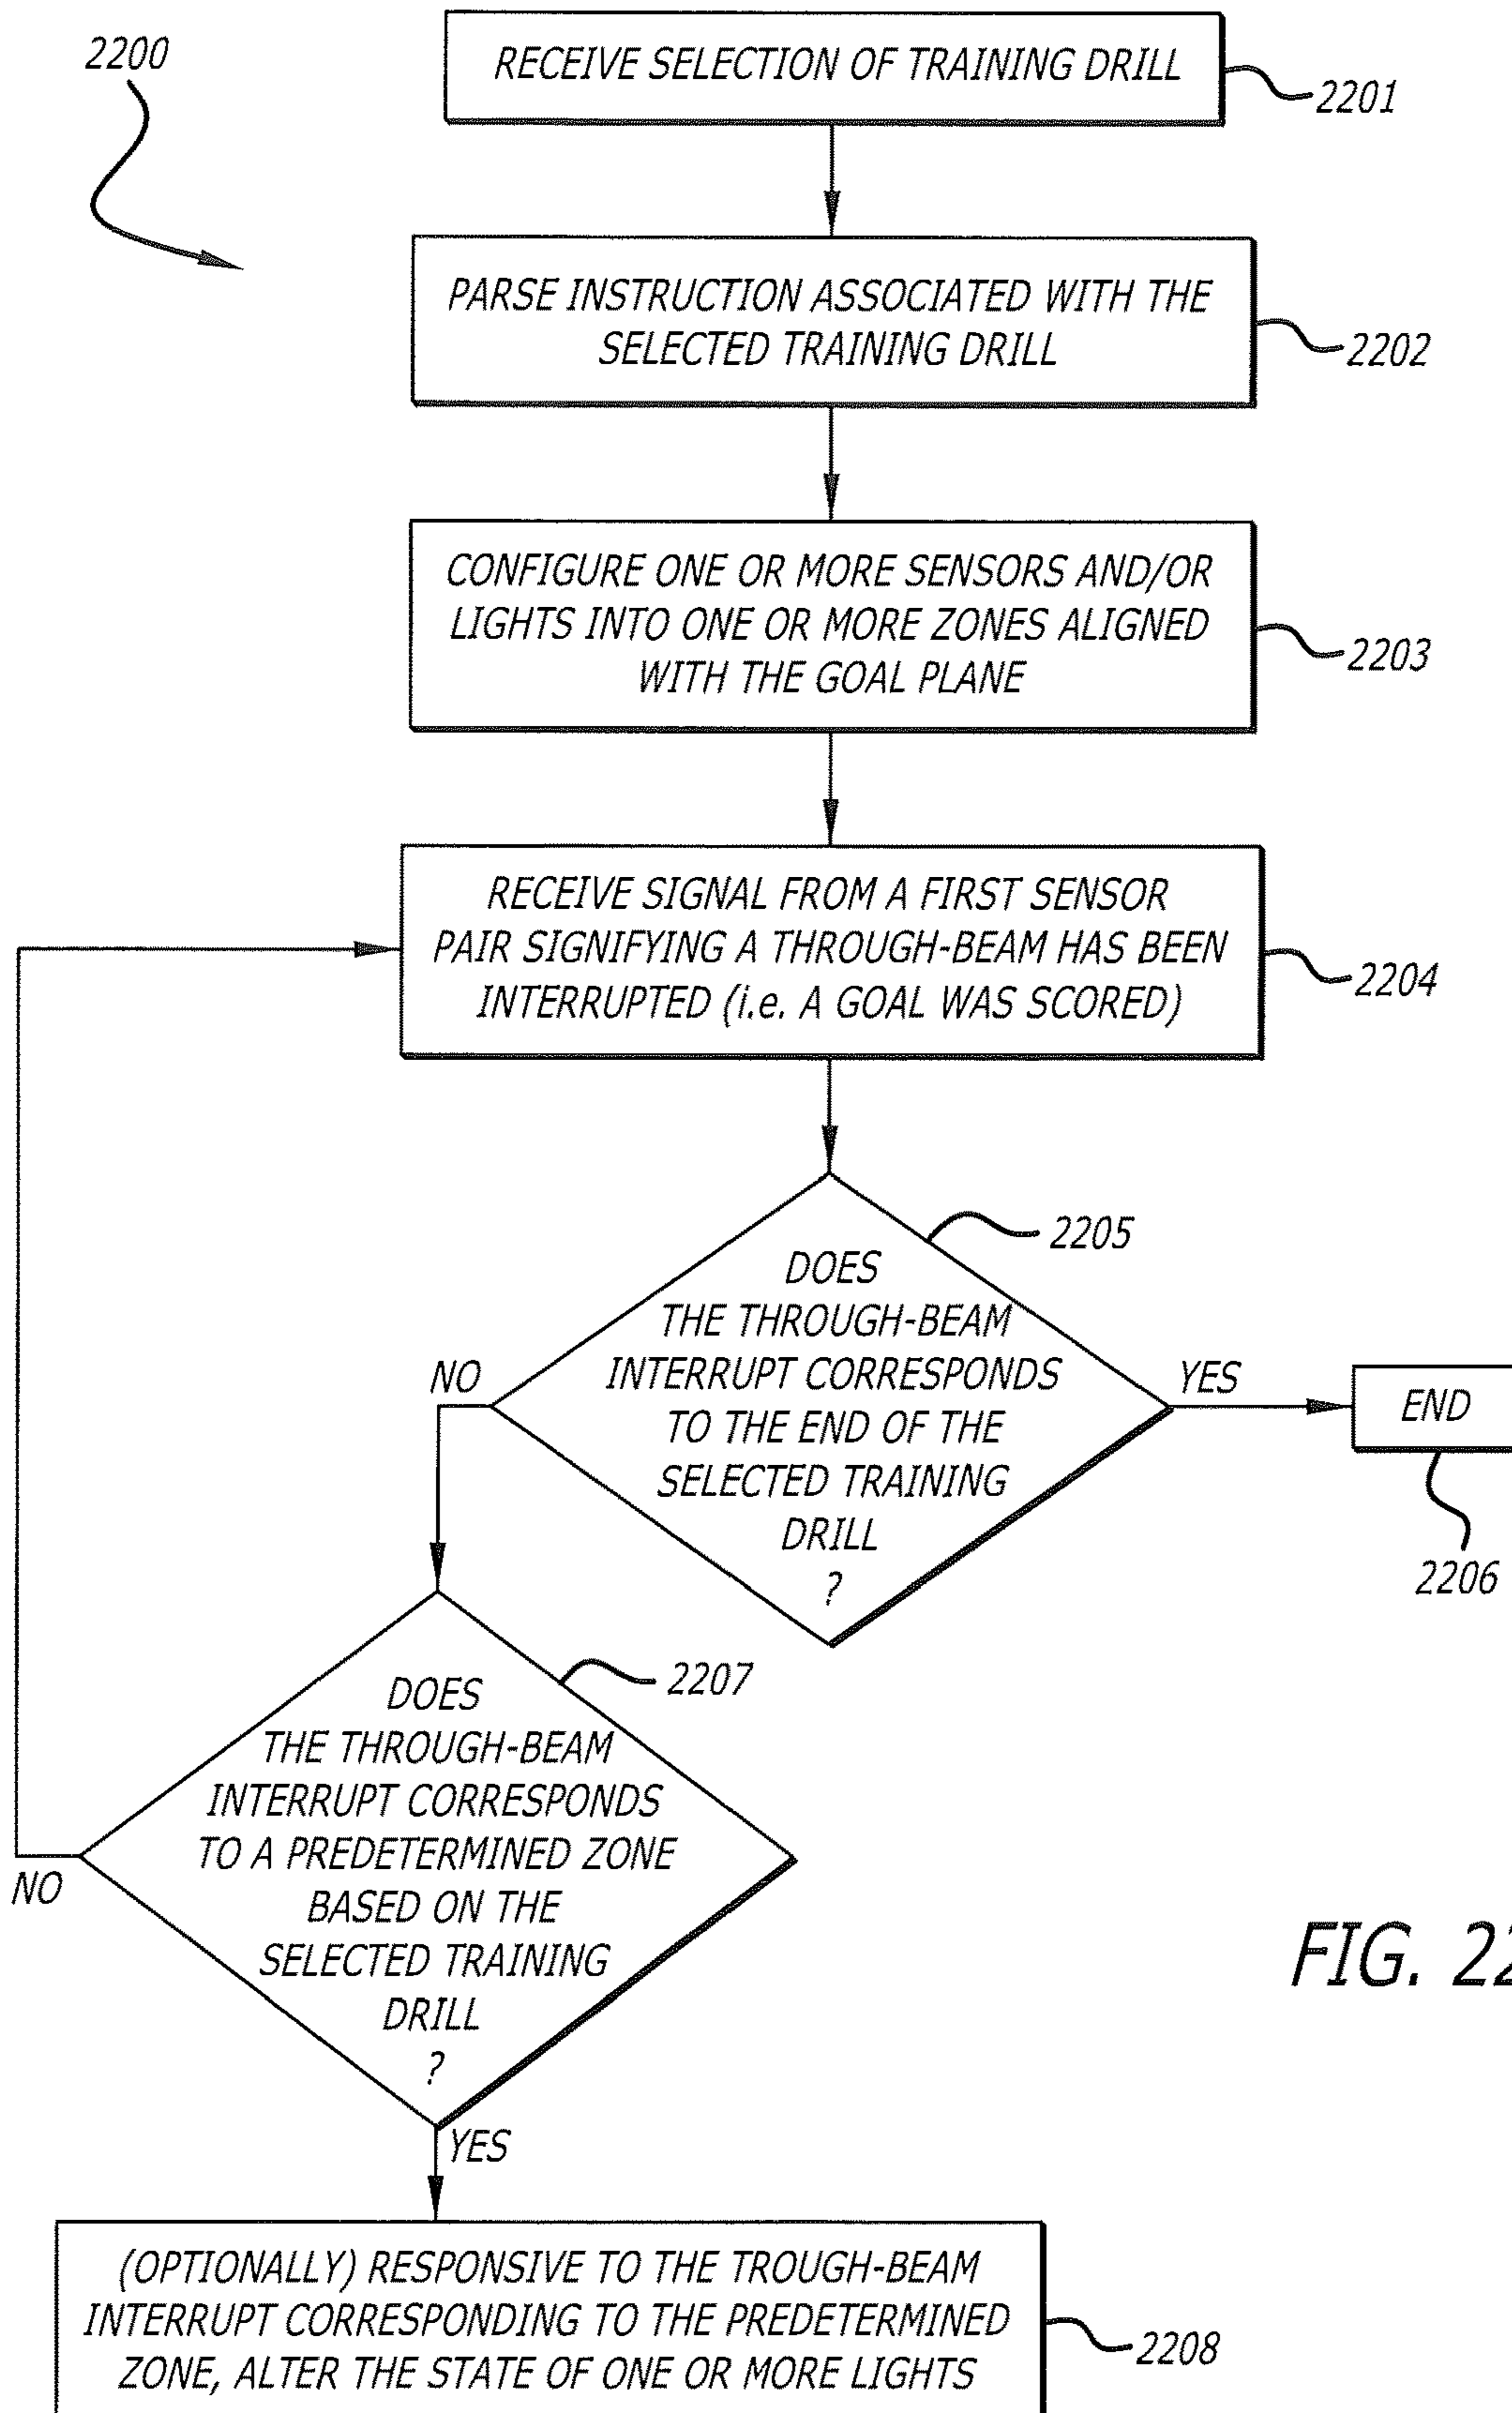 2200
RECEIVE SELECTION OF TRAINING DRILL
2201
PARSE INSTRUCTION ASSOCIATED WITH THE
SELECTED TRAINING DRILL
2202
CONFIGURE ONE OR MORE SENSORS AND/OR
LIGHTS INTO ONE OR MORE ZONES ALIGNED
WITH THE GOAL PLANE
2203
RECEIVE SIGNAL FROM A FIRST SENSOR
PAIR SIGNIFYING A THROUGH-BEAM HAS BEEN
INTERRUPTED (i.e. A GOAL WAS SCORED)
2204
DOES
THE THROUGH-BEAM
INTERRUPT CORRESPONDS
TO THE END OF THE
SELECTED TRAINING
DRILL
?
2205
NO
YES
END
2206
DOES
THE THROUGH-BEAM
INTERRUPT CORRESPONDS
TO A PREDETERMINED ZONE
BASED ON THE
SELECTED TRAINING
DRILL
?
2207
NO
YES
FIG. 22
(OPTIONALLY) RESPONSIVE TO THE TROUGH-BEAM
INTERRUPT CORRESPONDING TO THE PREDETERMINED
ZONE, ALTER THE STATE OF ONE OR MORE LIGHTS
2208